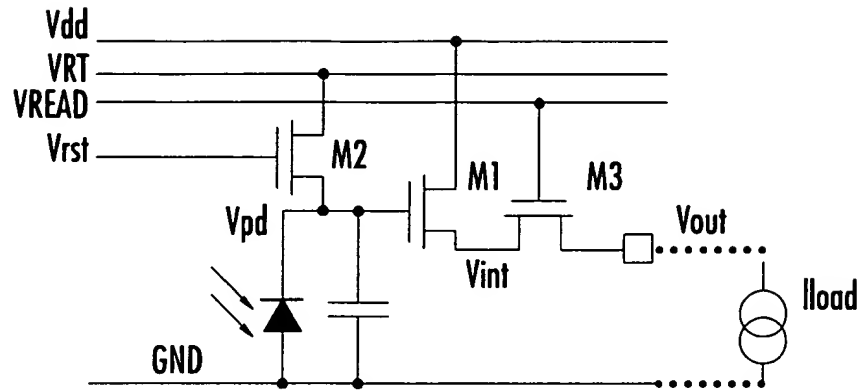 Vdd
VRT
VREAD
Vrst
M2
M1
M3
Vpd
Vout
Vint
Iload
GND